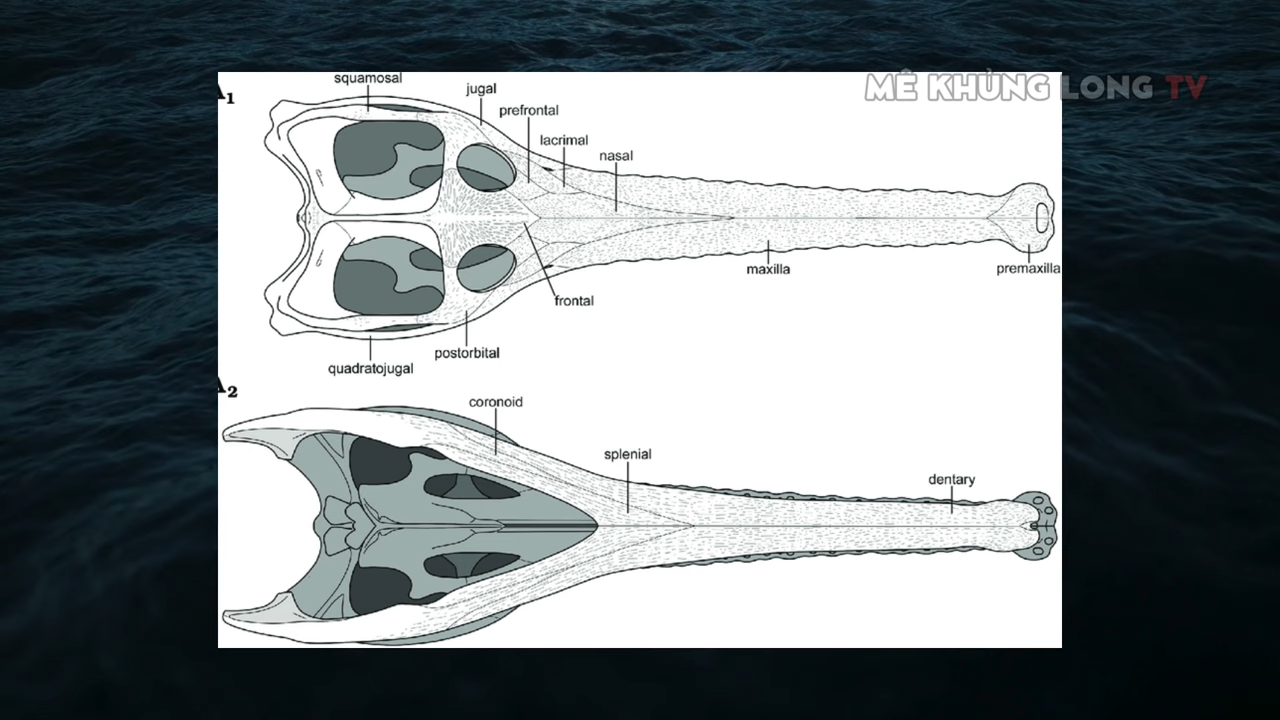 MÊ KHỦNG LONG TV
A1
squamosal
jugal
prefrontal
lacrimal
nasal
maxilla
premaxilla
frontal
postorbital
quadratojugal
A2
coronoid
splenial
dentary